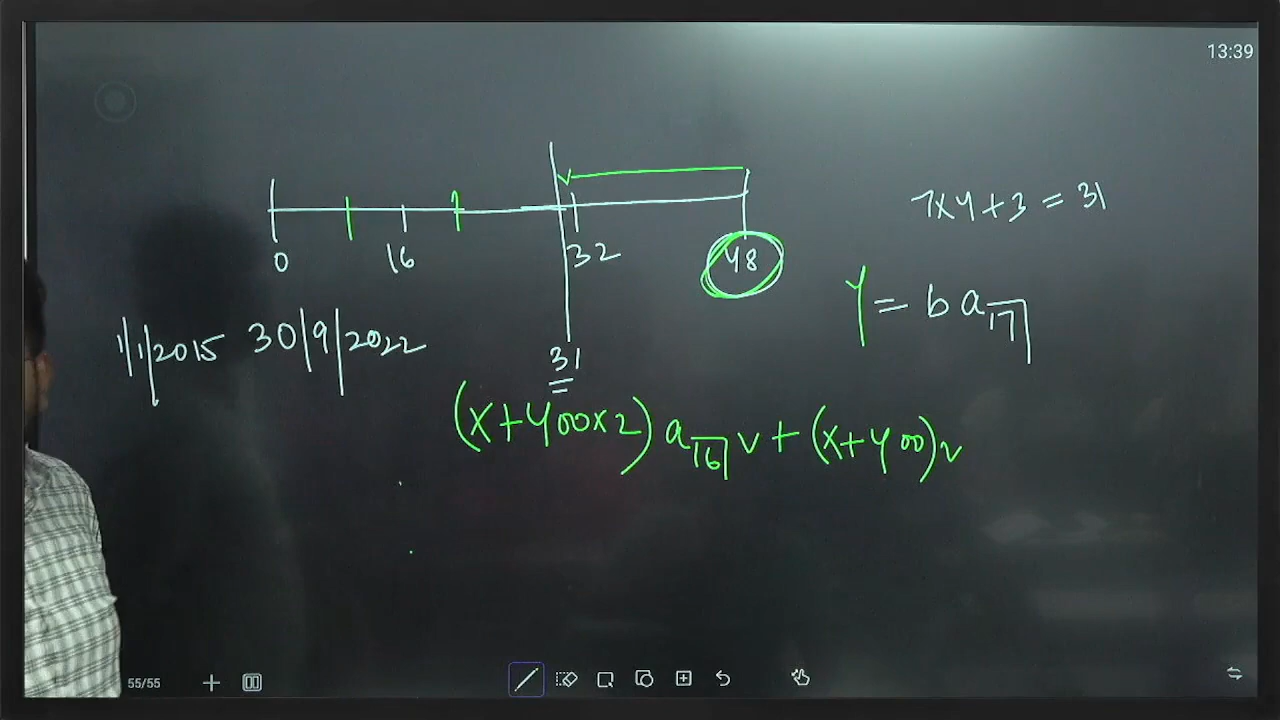 13:39
7x4+3 = 31
0 16 32 48
Y = b a17
1/1/2015 30/9/2022
31
(x+400x2) a16 v + (x+400)v
55/55